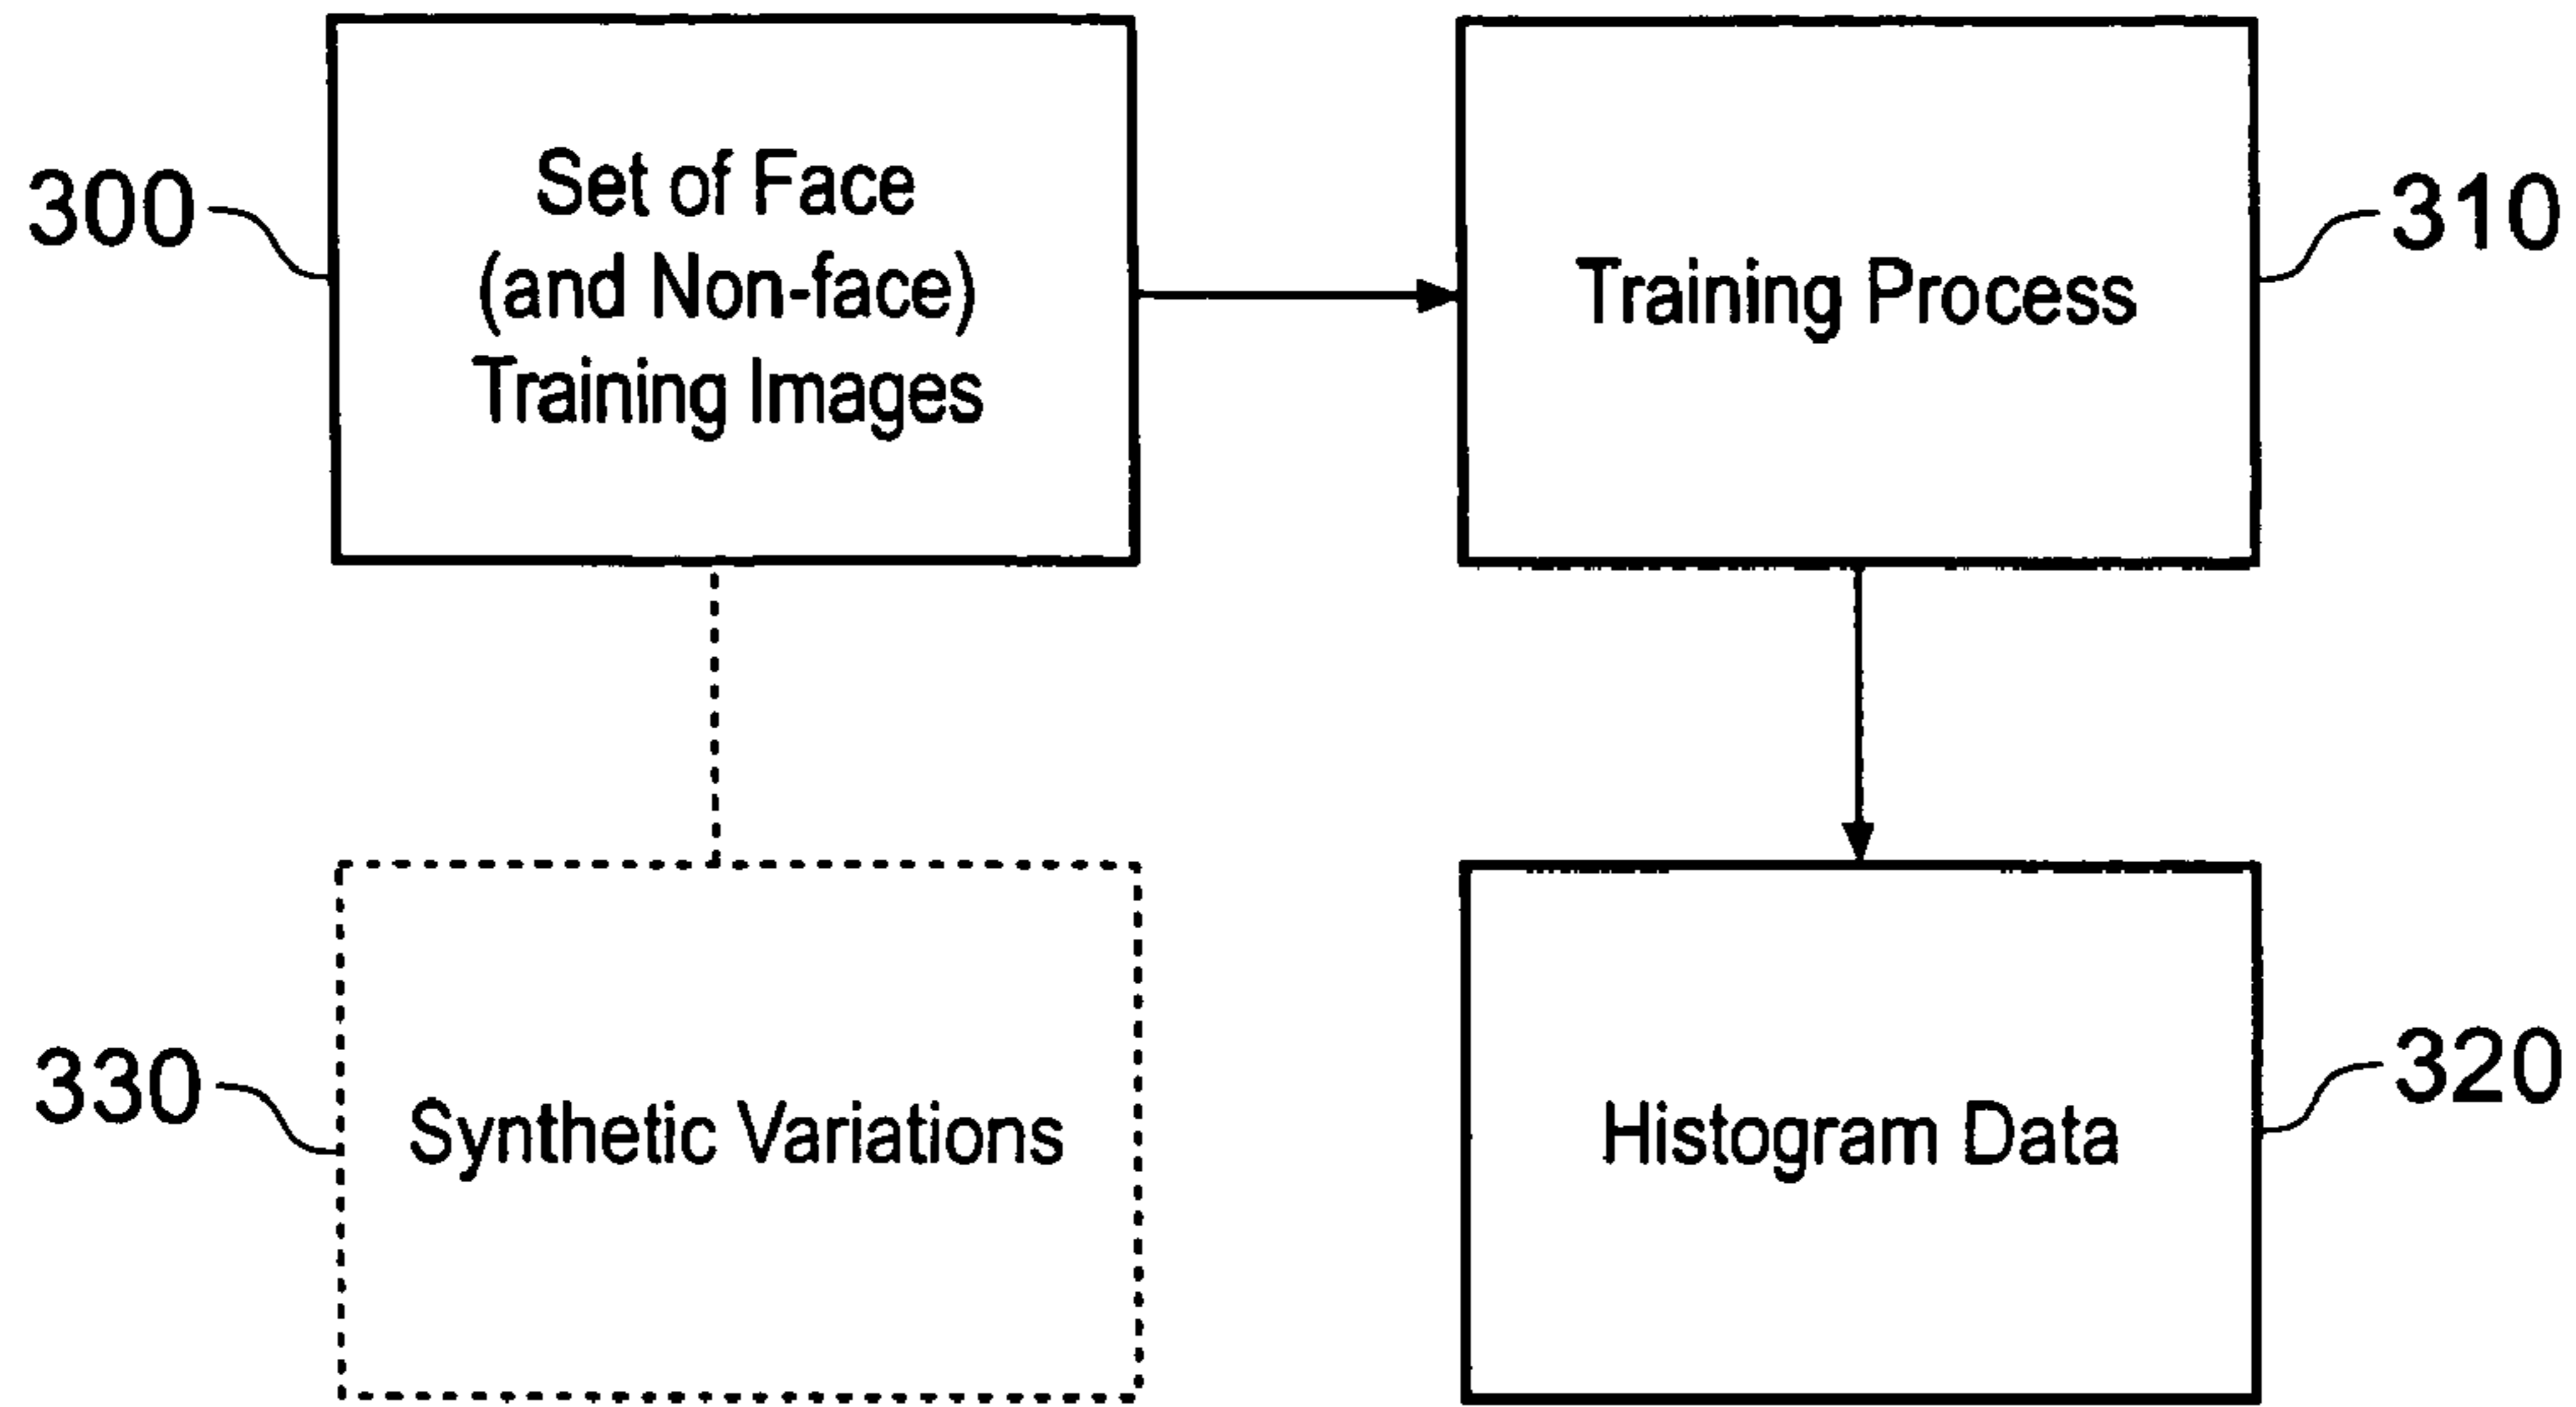 300
Set of Face
(and Non-face)
Training Images
Training Process
310
330
Synthetic Variations
Histogram Data
320